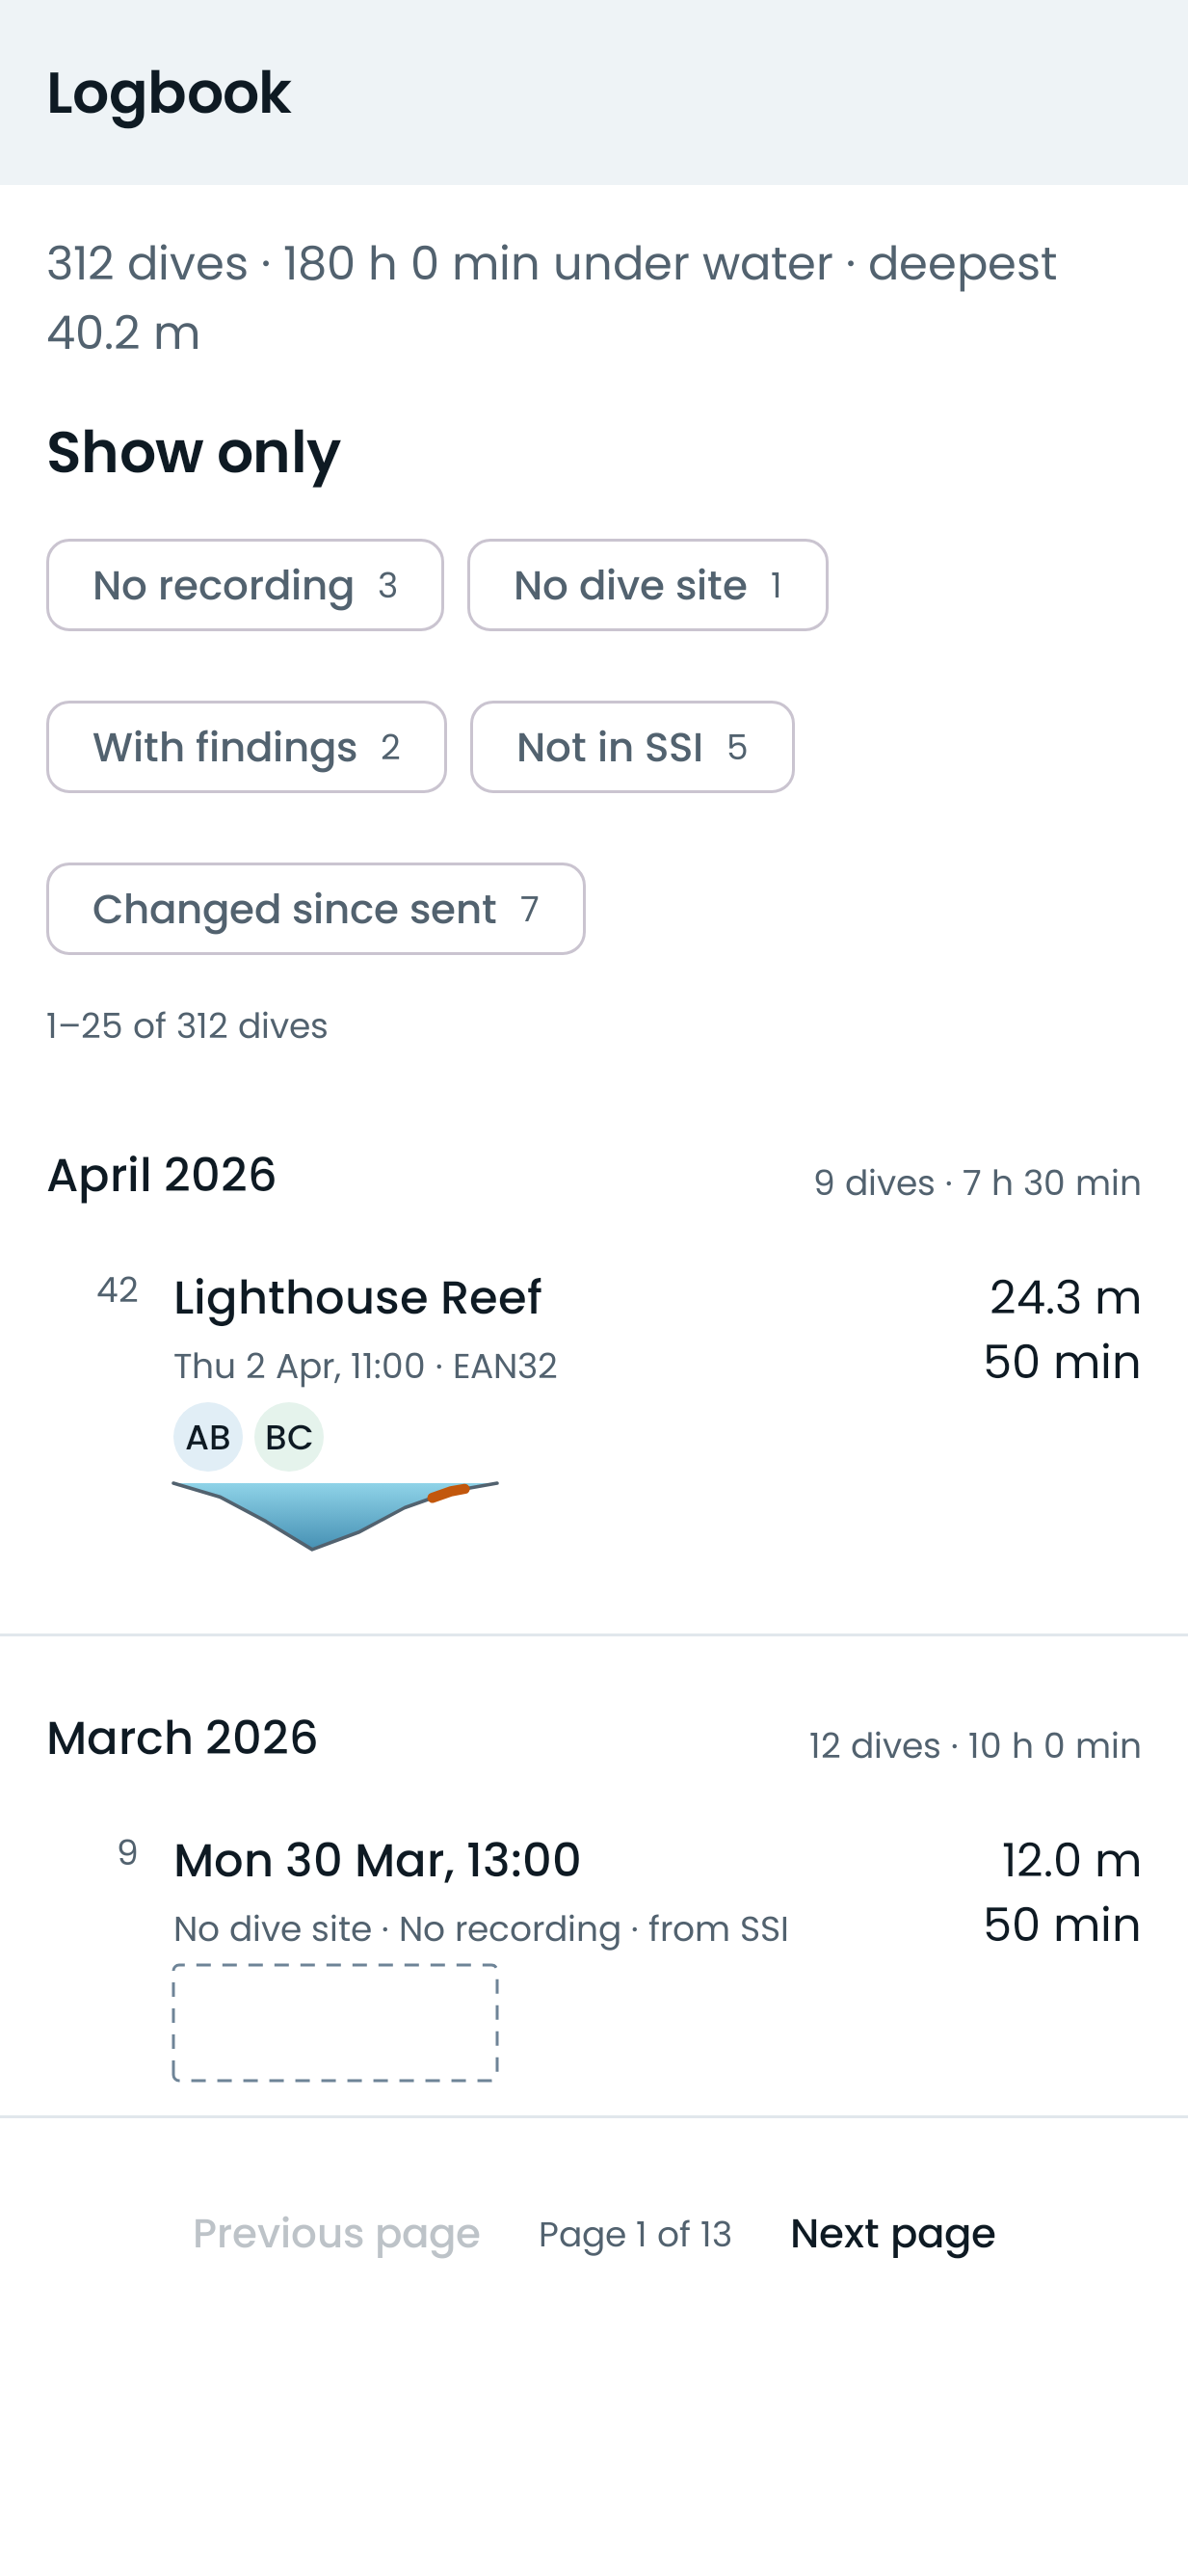 Logbook
312 dives · 180 h 0 min under water · deepest
40.2 m
Show only
No recording 3
No dive site 1
With findings 2
Not in SSI 5
Changed since sent 7
1–25 of 312 dives
April 2026
9 dives · 7 h 30 min
42
Lighthouse Reef
24.3 m
Thu 2 Apr, 11:00 · EAN32
50 min
AB BC
March 2026
12 dives · 10 h 0 min
9
Mon 30 Mar, 13:00
12.0 m
No dive site · No recording · from SSI
50 min
Previous page
Page 1 of 13
Next page